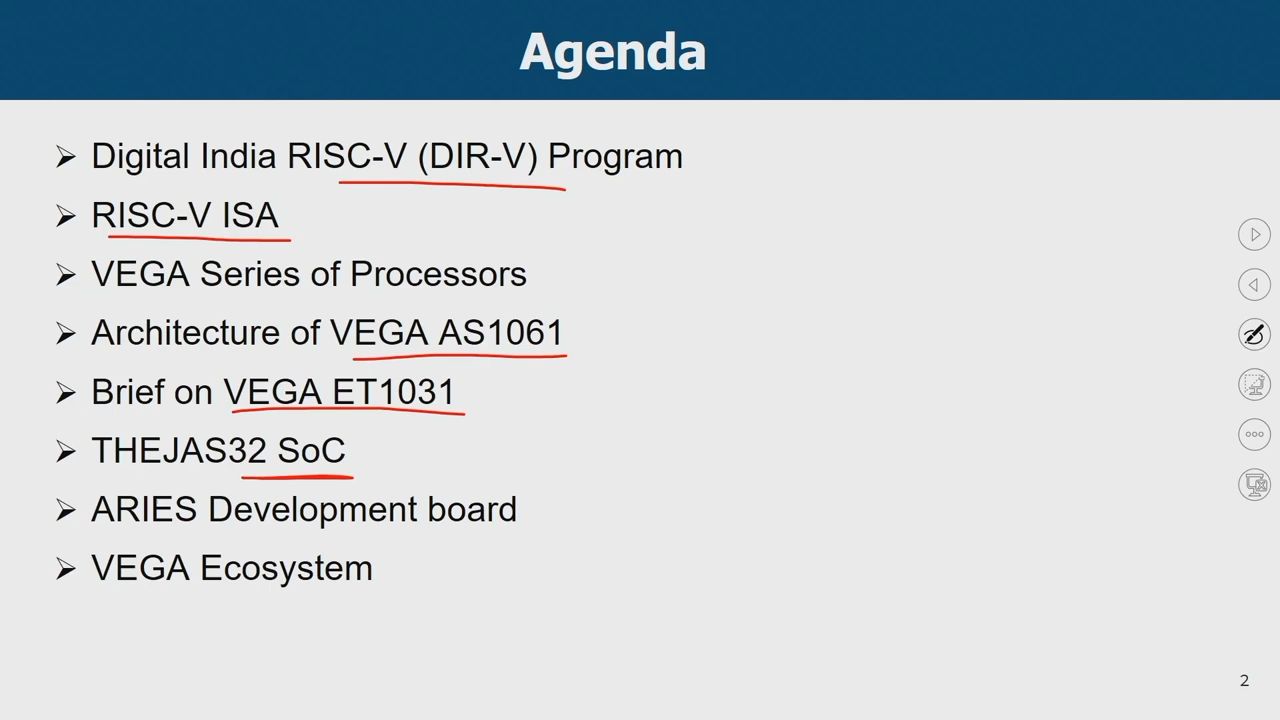 Agenda
➢ Digital India RISC-V (DIR-V) Program
➢ RISC-V ISA
➢ VEGA Series of Processors
➢ Architecture of VEGA AS1061
➢ Brief on VEGA ET1031
➢ THEJAS32 SoC
➢ ARIES Development board
➢ VEGA Ecosystem
2